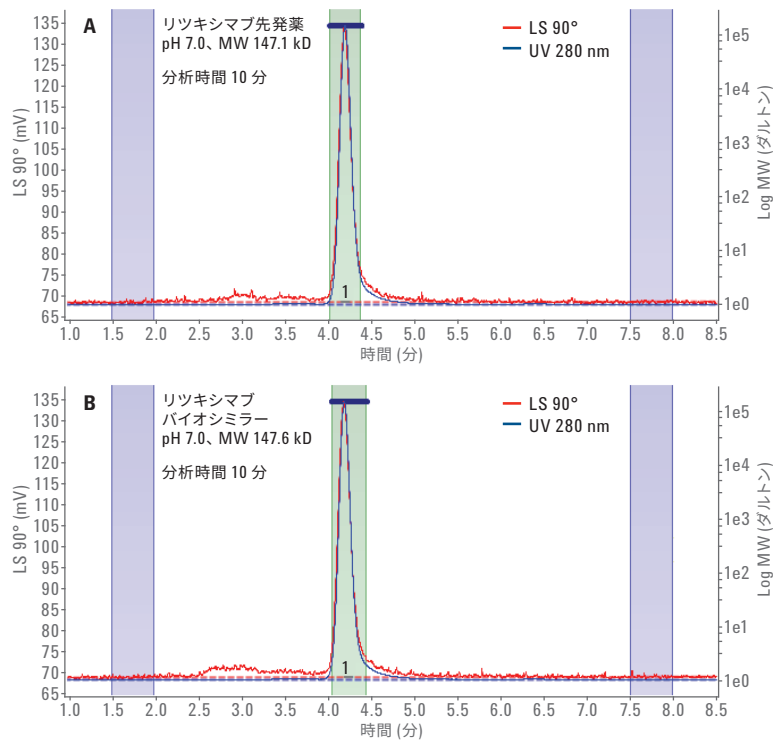 A
リツキシマブ先発薬
pH 7.0、MW 147.1 kD
分析時間 10 分
LS 90°
UV 280 nm
LS 90° (mV)
135
130
125
120
115
110
105
100
95
90
85
80
75
70
65
1e5
1e4
1e3
1e2
1e1
1e0
Log MW (ダルトン)
1
1.0 1.5 2.0 2.5 3.0 3.5 4.0 4.5 5.0 5.5 6.0 6.5 7.0 7.5 8.0 8.5
時間 (分)
B
リツキシマブ
バイオシミラー
pH 7.0、MW 147.6 kD
分析時間 10 分
LS 90°
UV 280 nm
LS 90° (mV)
135
130
125
120
115
110
105
100
95
90
85
80
75
70
65
1e5
1e4
1e3
1e2
1e1
1e0
Log MW (ダルトン)
1
1.0 1.5 2.0 2.5 3.0 3.5 4.0 4.5 5.0 5.5 6.0 6.5 7.0 7.5 8.0 8.5
時間 (分)